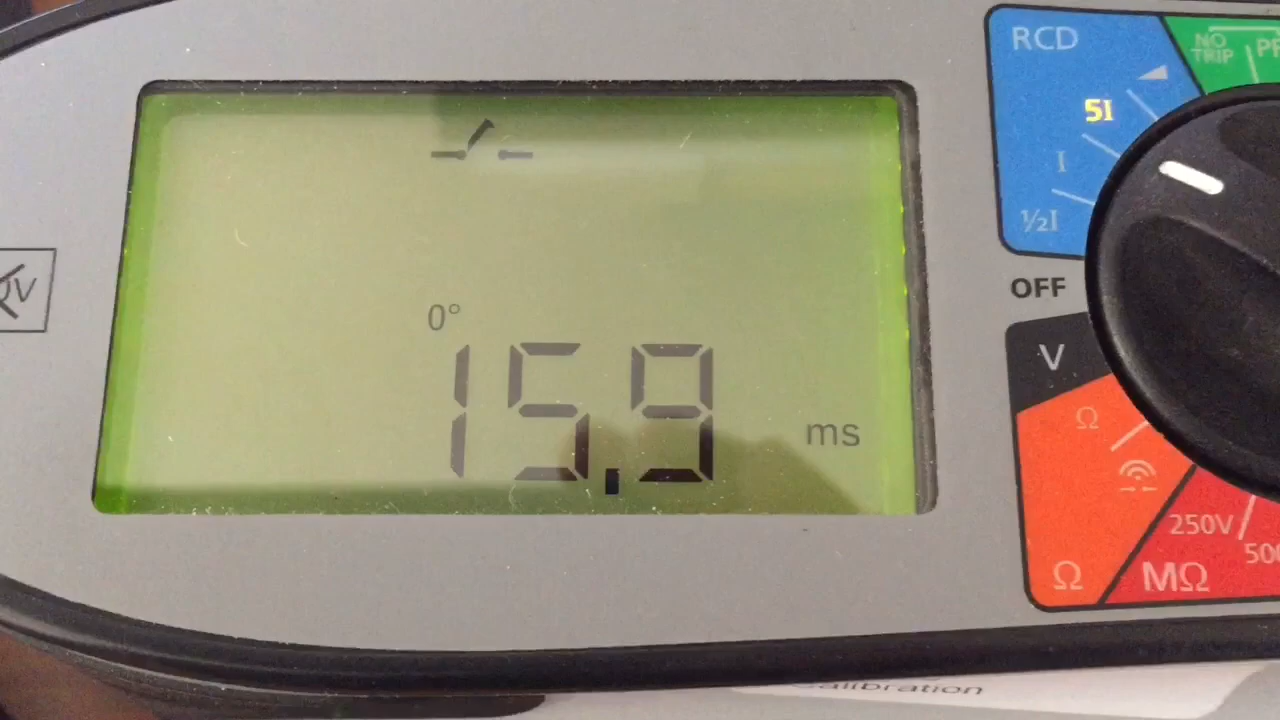 RCD
NO
TRIP
5I
I
½I
OFF
0°
15.9
ms
V
Ω
250V
Ω
MΩ